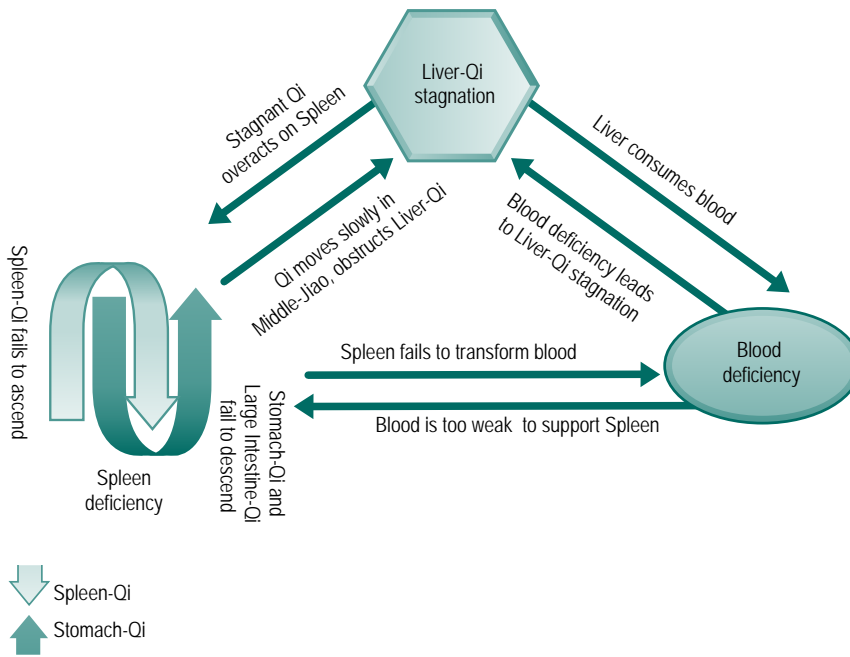 Liver-Qi
stagnation
Stagnant Qi
overacts on Spleen
Qi moves slowly in
Middle-Jiao, obstructs Liver-Qi
Liver consumes blood
Blood deficiency leads
to Liver-Qi stagnation
Spleen-Qi fails to ascend
Spleen
deficiency
Stomach-Qi and
Large Intestine-Qi
fail to descend
Spleen fails to transform blood
Blood is too weak to support Spleen
Blood
deficiency
Spleen-Qi
Stomach-Qi